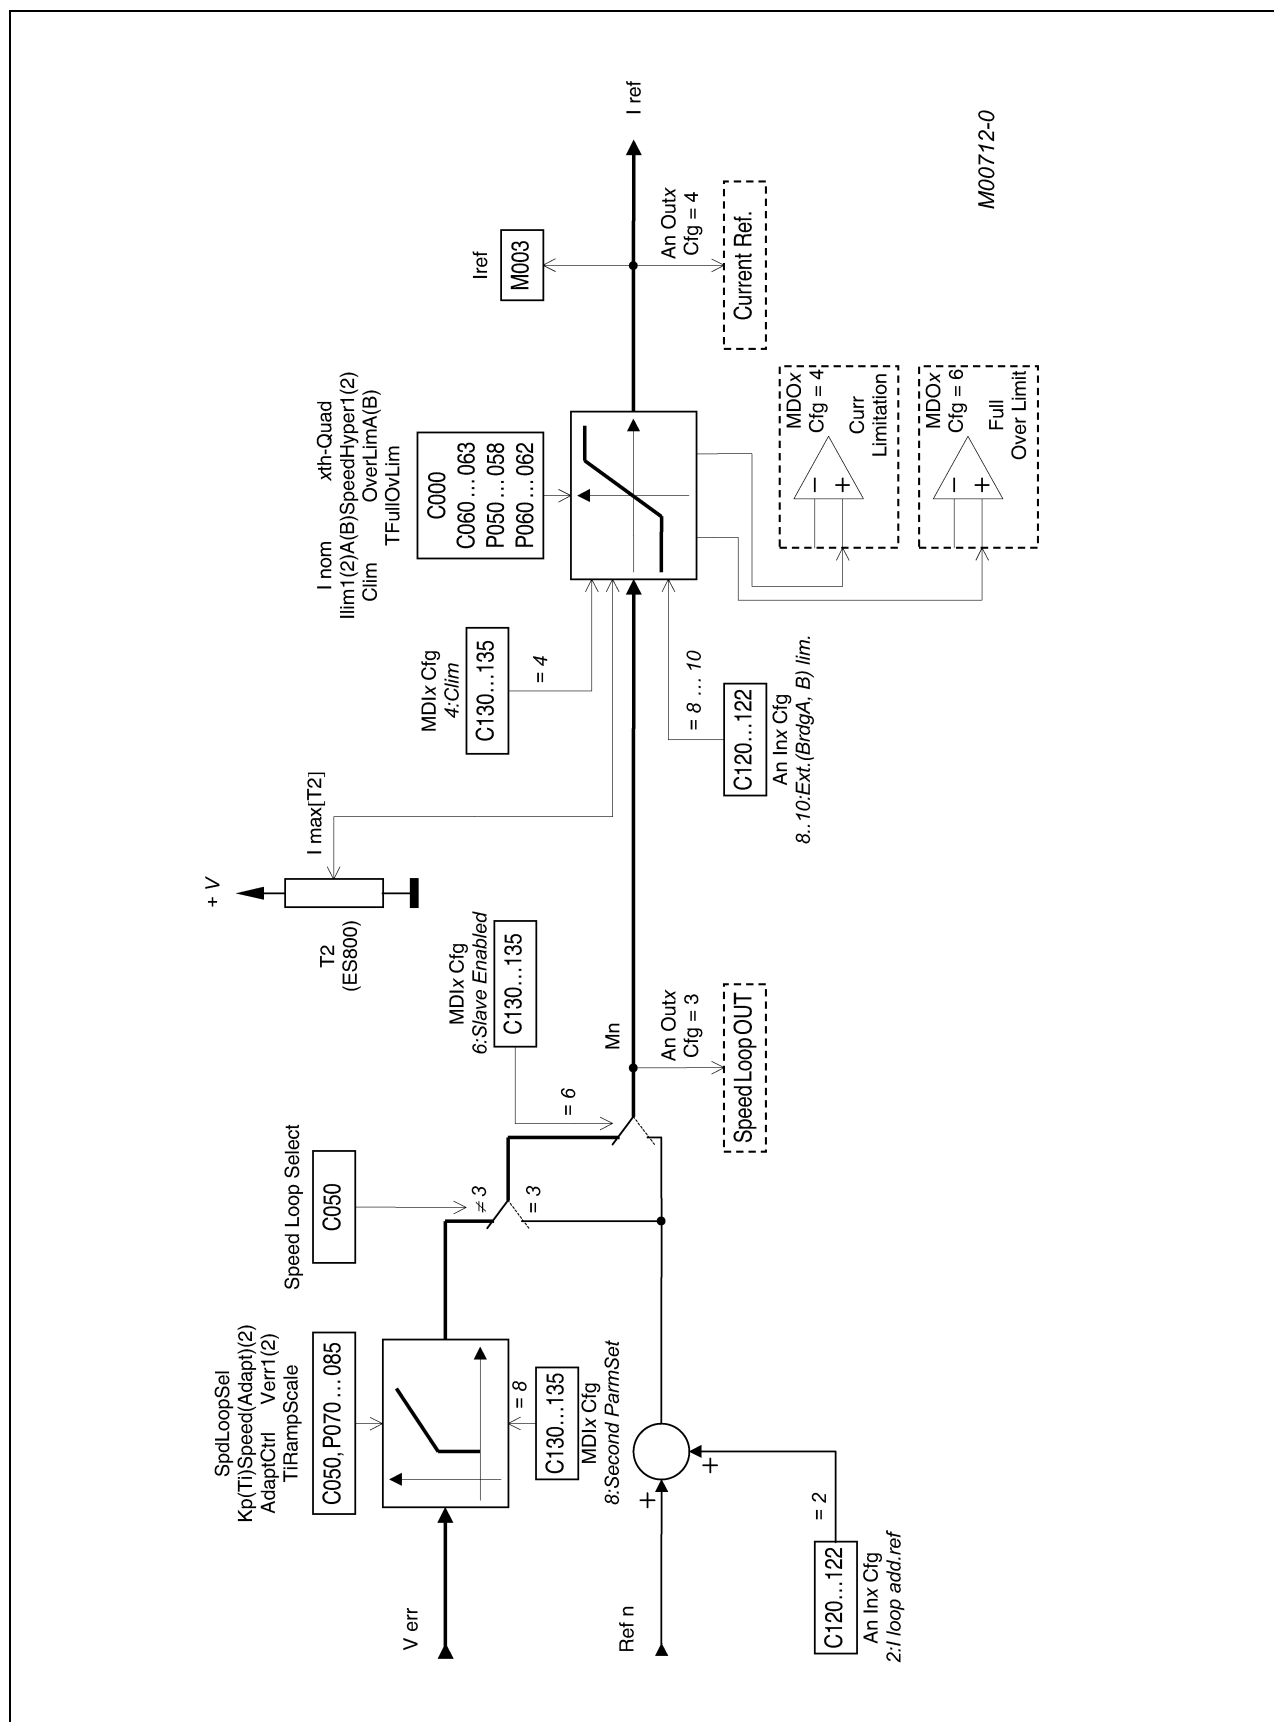 SpdLoopSel
Kp(Ti)Speed(Adapt)(2)
AdaptCtrl Verr1(2)
TiRampScale
C050, P070 ... 085
V err
= 8
C130...135
MDIx Cfg
8:Second ParmSet
Speed Loop Select
C050
≠ 3
= 3
Ref n
+
+
= 2
C120...122
An Inx Cfg
2:I loop add.ref
MDIx Cfg
6:Slave Enabled
C130...135
= 6
Mn
An Outx
Cfg = 3
Speed Loop OUT
+ V
T2
(ES800)
I max[T2]
MDIx Cfg
4:Clim
C130...135
= 4
= 8 ... 10
C120...122
An Inx Cfg
8..10:Ext.(BrdgA, B) lim.
I nom xth-Quad
Ilim1(2)A(B)SpeedHyper1(2)
Clim OverLimA(B)
TFullOvLim
C000
C060 ... 063
P050 ... 058
P060 ... 062
MDOx
Cfg = 4
−
+
Curr
Limitation
MDOx
Cfg = 6
−
+
Full
Over Limit
Iref
M003
An Outx
Cfg = 4
Current Ref.
I ref
M00712-0